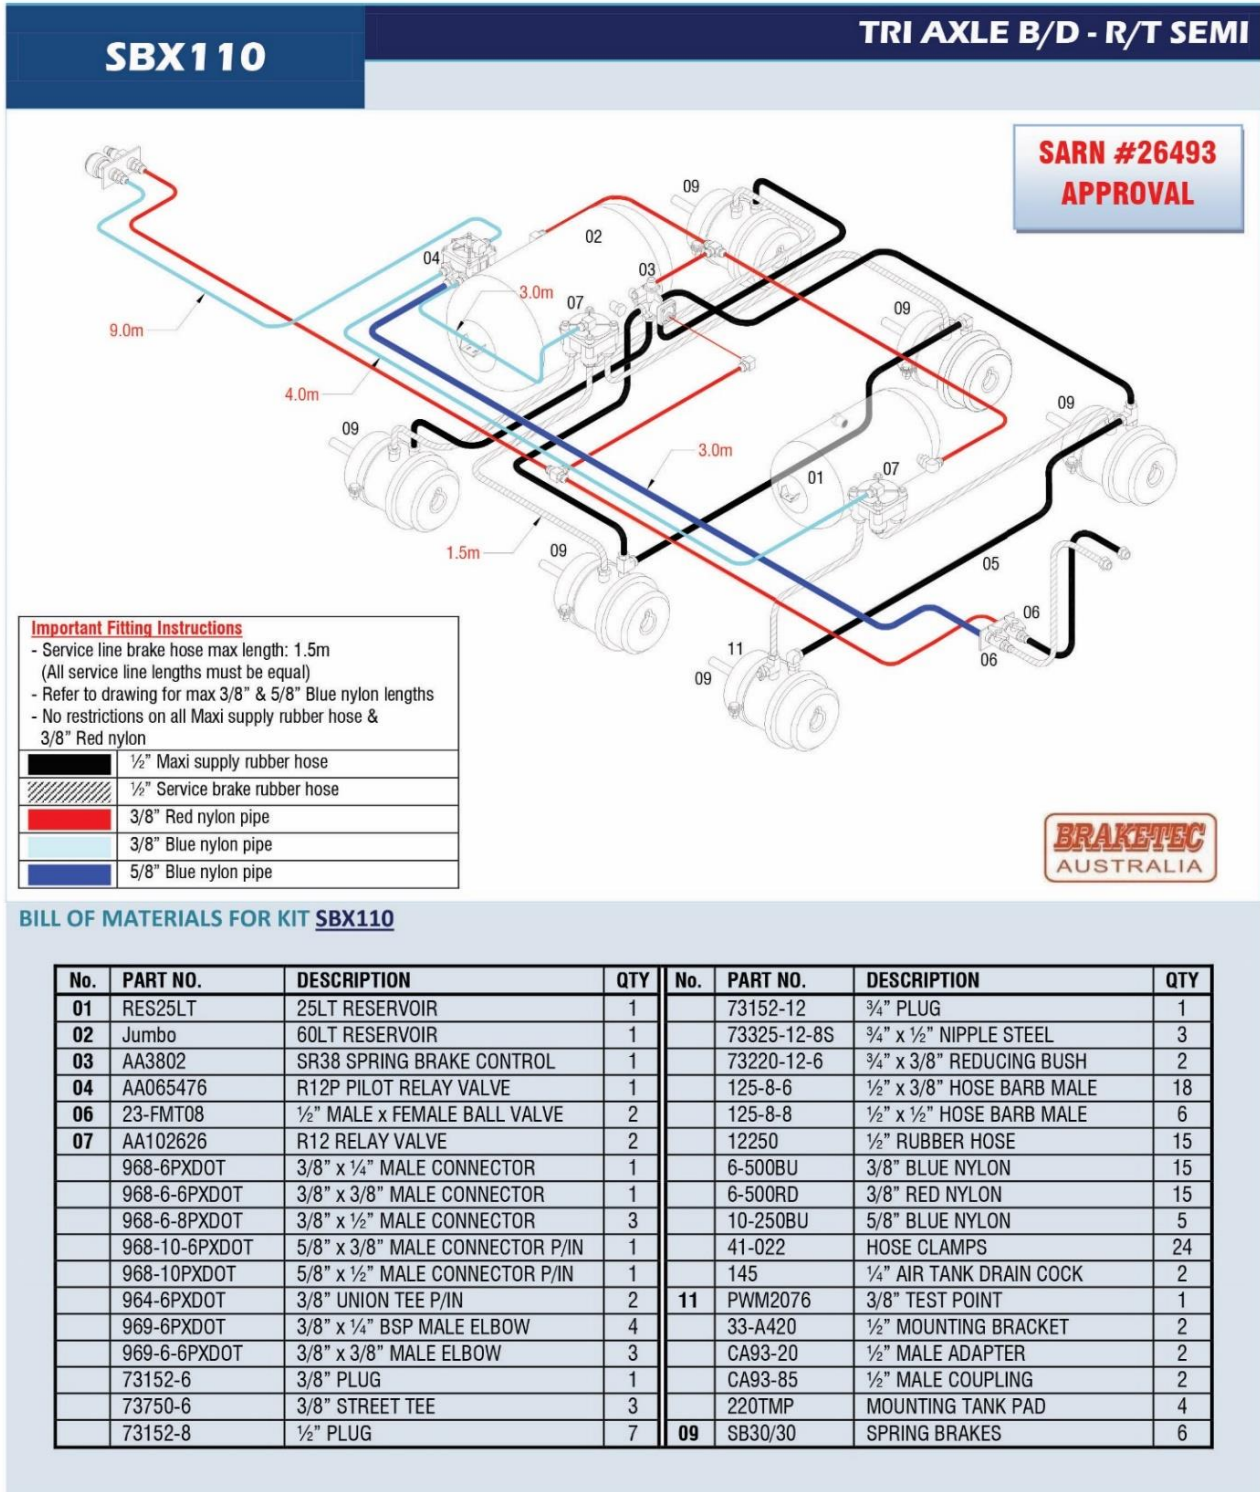 SBX110
TRI AXLE B/D - R/T SEMI
SARN #26493
APPROVAL
09
02
04
03
3.0m
07
09
9.0m
4.0m
09
09
3.0m
01
07
1.5m
09
05
06
11
09
06
Important Fitting Instructions
- Service line brake hose max length: 1.5m
(All service line lengths must be equal)
- Refer to drawing for max 3/8” & 5/8” Blue nylon lengths
- No restrictions on all Maxi supply rubber hose &
3/8” Red nylon
½” Maxi supply rubber hose
½” Service brake rubber hose
3/8” Red nylon pipe
3/8” Blue nylon pipe
5/8” Blue nylon pipe
BRAKETEC
AUSTRALIA
BILL OF MATERIALS FOR KIT SBX110
No. PART NO. DESCRIPTION QTY No. PART NO. DESCRIPTION QTY
01 RES25LT 25LT RESERVOIR 1 73152-12 ¾” PLUG 1
02 Jumbo 60LT RESERVOIR 1 73325-12-8S ¾” x ½” NIPPLE STEEL 3
03 AA3802 SR38 SPRING BRAKE CONTROL 1 73220-12-6 ¾” x 3/8” REDUCING BUSH 2
04 AA065476 R12P PILOT RELAY VALVE 1 125-8-6 ½” x 3/8” HOSE BARB MALE 18
06 23-FMT08 ½” MALE x FEMALE BALL VALVE 2 125-8-8 ½” x ½” HOSE BARB MALE 6
07 AA102626 R12 RELAY VALVE 2 12250 ½” RUBBER HOSE 15
968-6PXDOT 3/8” x ¼” MALE CONNECTOR 1 6-500BU 3/8” BLUE NYLON 15
968-6-6PXDOT 3/8” x 3/8” MALE CONNECTOR 1 6-500RD 3/8” RED NYLON 15
968-6-8PXDOT 3/8” x ½” MALE CONNECTOR 3 10-250BU 5/8” BLUE NYLON 5
968-10-6PXDOT 5/8” x 3/8” MALE CONNECTOR P/IN 1 41-022 HOSE CLAMPS 24
968-10PXDOT 5/8” x ½” MALE CONNECTOR P/IN 1 145 ¼” AIR TANK DRAIN COCK 2
964-6PXDOT 3/8” UNION TEE P/IN 2 11 PWM2076 3/8” TEST POINT 1
969-6PXDOT 3/8” x ¼” BSP MALE ELBOW 4 33-A420 ½” MOUNTING BRACKET 2
969-6-6PXDOT 3/8” x 3/8” MALE ELBOW 3 CA93-20 ½” MALE ADAPTER 2
73152-6 3/8” PLUG 1 CA93-85 ½” MALE COUPLING 2
73750-6 3/8” STREET TEE 3 220TMP MOUNTING TANK PAD 4
73152-8 ½” PLUG 7 09 SB30/30 SPRING BRAKES 6